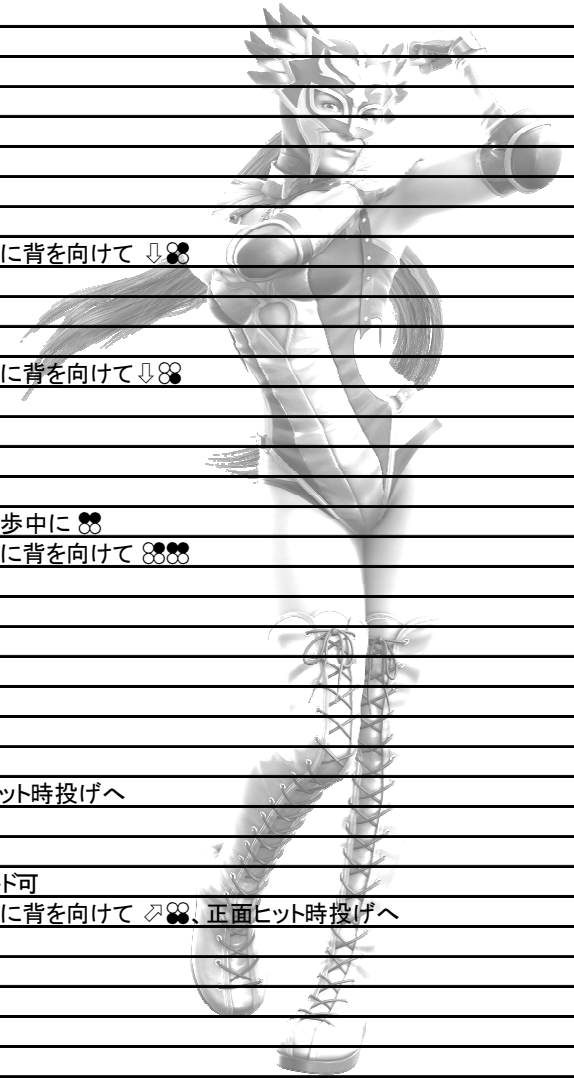 に背を向けて ⇩
に背を向けて ⇩
歩中に
に背を向けて
ット時投げへ
ド可
に背を向けて ⬀、正面ヒット時投げへ